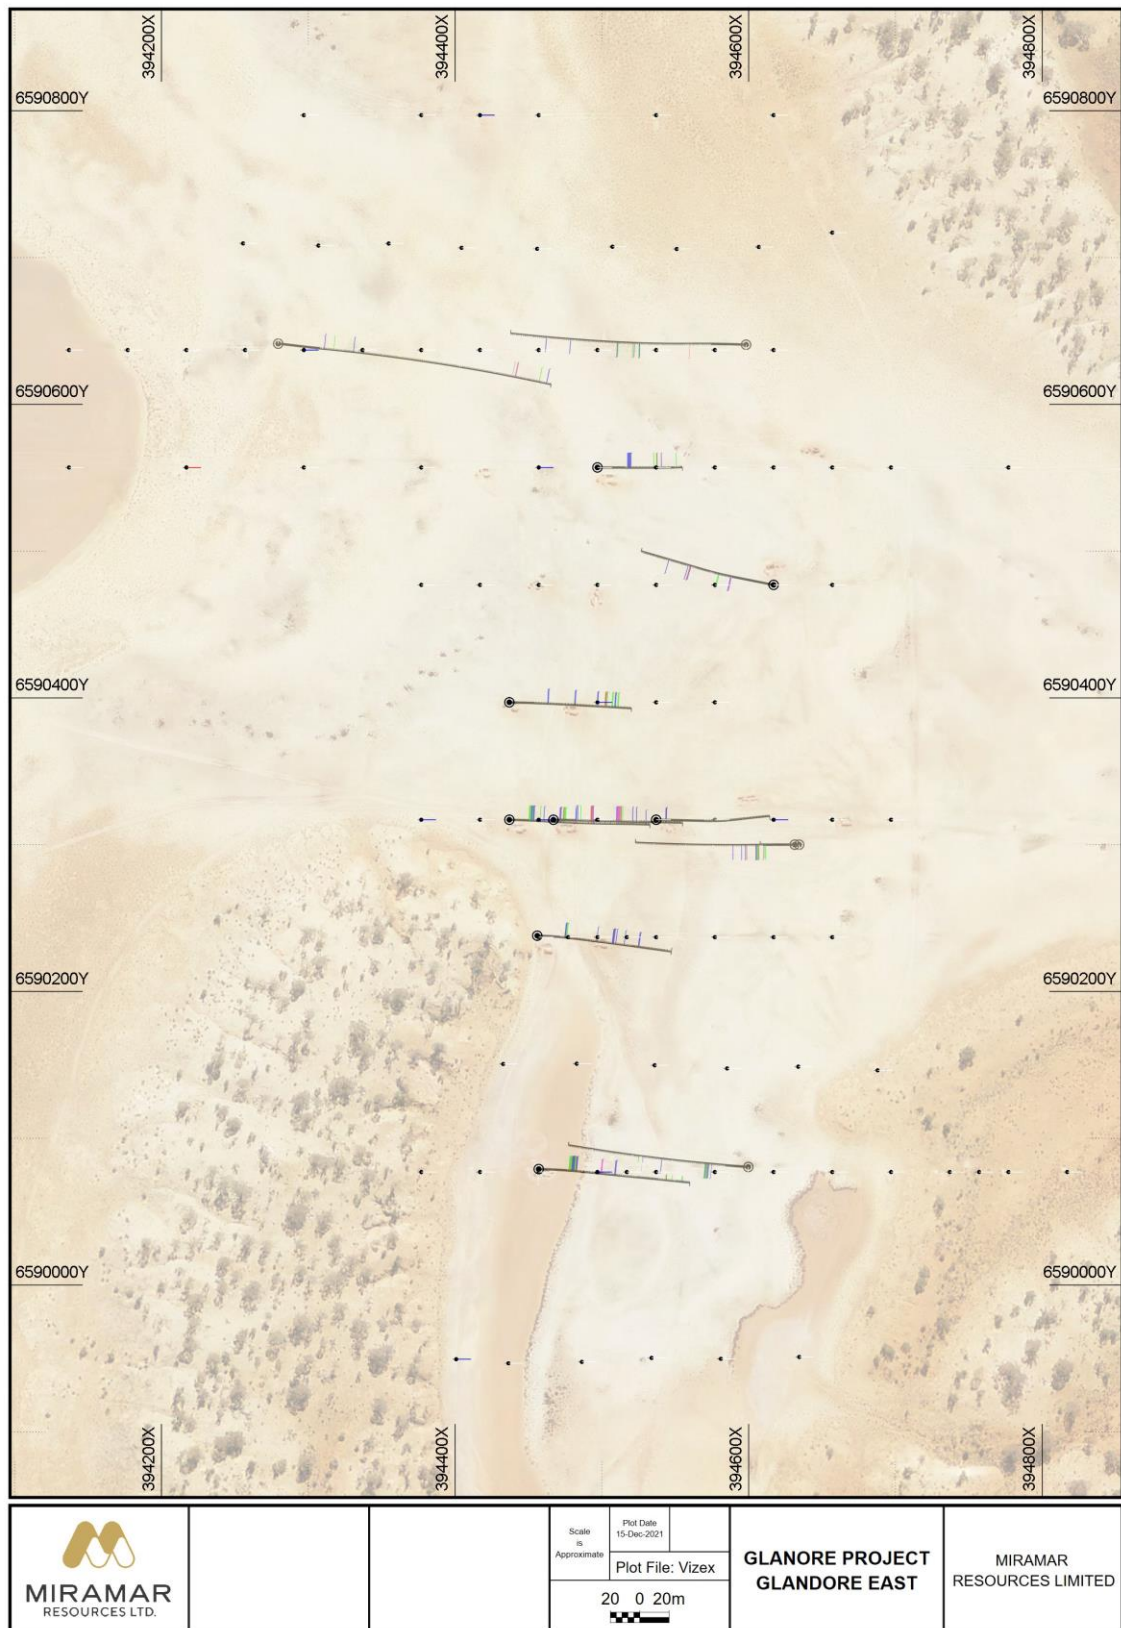 394200X
394400X
394600X
394800X
6590800Y
6590800Y
6590600Y
6590600Y
6590400Y
6590400Y
6590200Y
6590200Y
6590000Y
6590000Y
394200X
394400X
394600X
394800X
MIRAMAR
RESOURCES LTD.
Scale
is
Approximate
Plot Date
15-Dec-2021
Plot File: Vizex
20 0 20m
GLANORE PROJECT
GLANDORE EAST
MIRAMAR
RESOURCES LIMITED